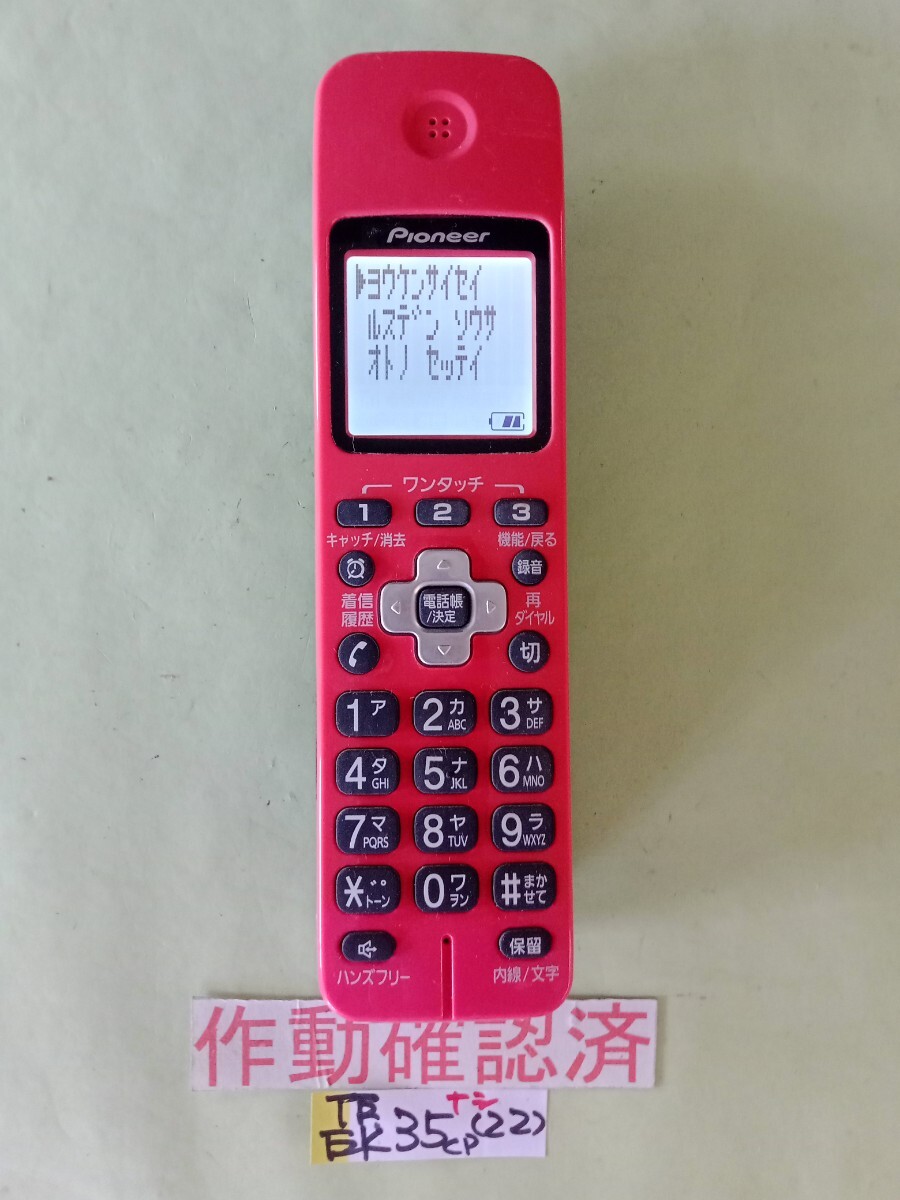 Pioneer
ヨウケンサイセイ
ルスデン ソウサ
オトノ セッテイ
ワンタッチ
1 2 3
キャッチ/消去 機能/戻る
録音
着信履歴 電話帳/決定 再ダイヤル
切
1ア 2カABC 3サDEF
4タGHI 5ナJKL 6ハMNO
7マPQRS 8ヤTUV 9ラWXYZ
*゛゜トーン 0ワヲン #まかせて
保留
ハンズフリー 内線/文字
作動確認済
ナシ
35CP(22)